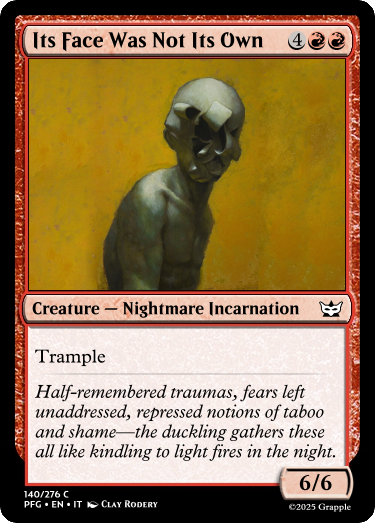 Its Face Was Not Its Own 4
Creature — Nightmare Incarnation
Trample
Half-remembered traumas, fears left
unaddressed, repressed notions of taboo
and shame—the duckling gathers these
all like kindling to light fires in the night.
6/6
140/276 C
PFG • EN • IT Clay Rodery
©2025 Grapple